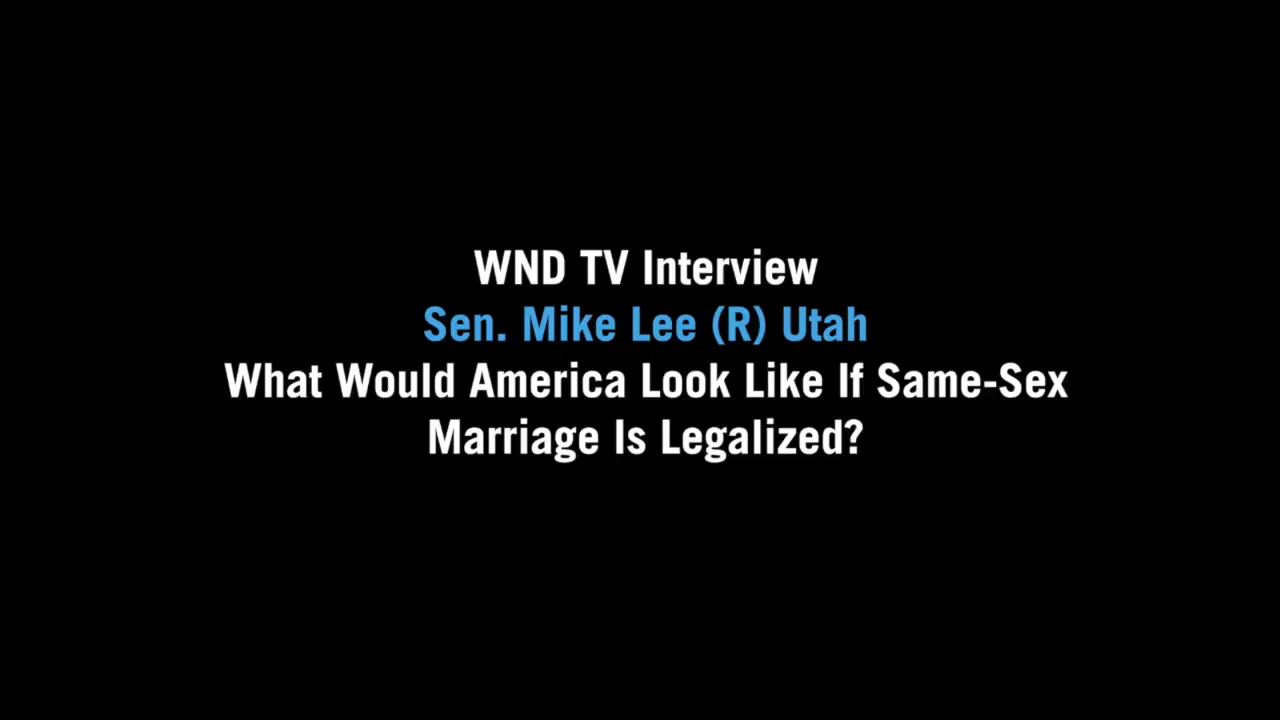 WND TV Interview
Sen. Mike Lee (R) Utah
What Would America Look Like If Same-Sex
Marriage Is Legalized?